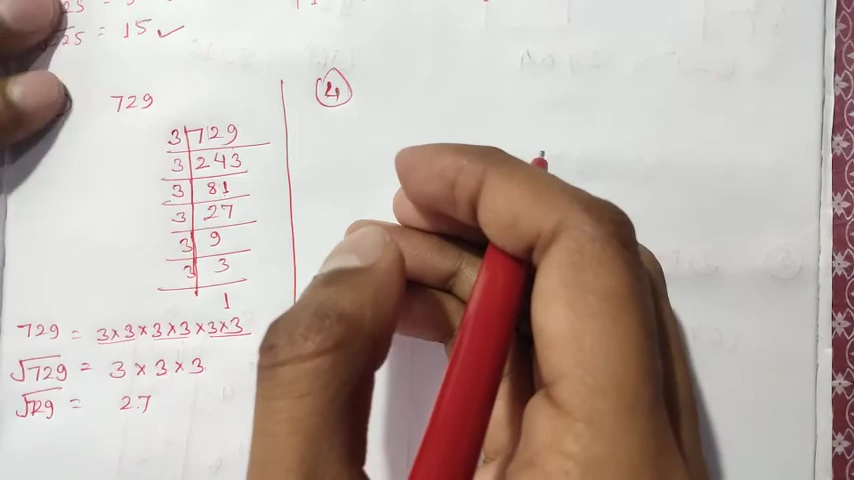 = 15 ✓
729
3 | 729
3 | 243
3 | 81
3 | 27
3 | 9
3 | 3
1
729 = 3×3×3×3×3×3
√729 = 3×3×3
√729 = 27
④